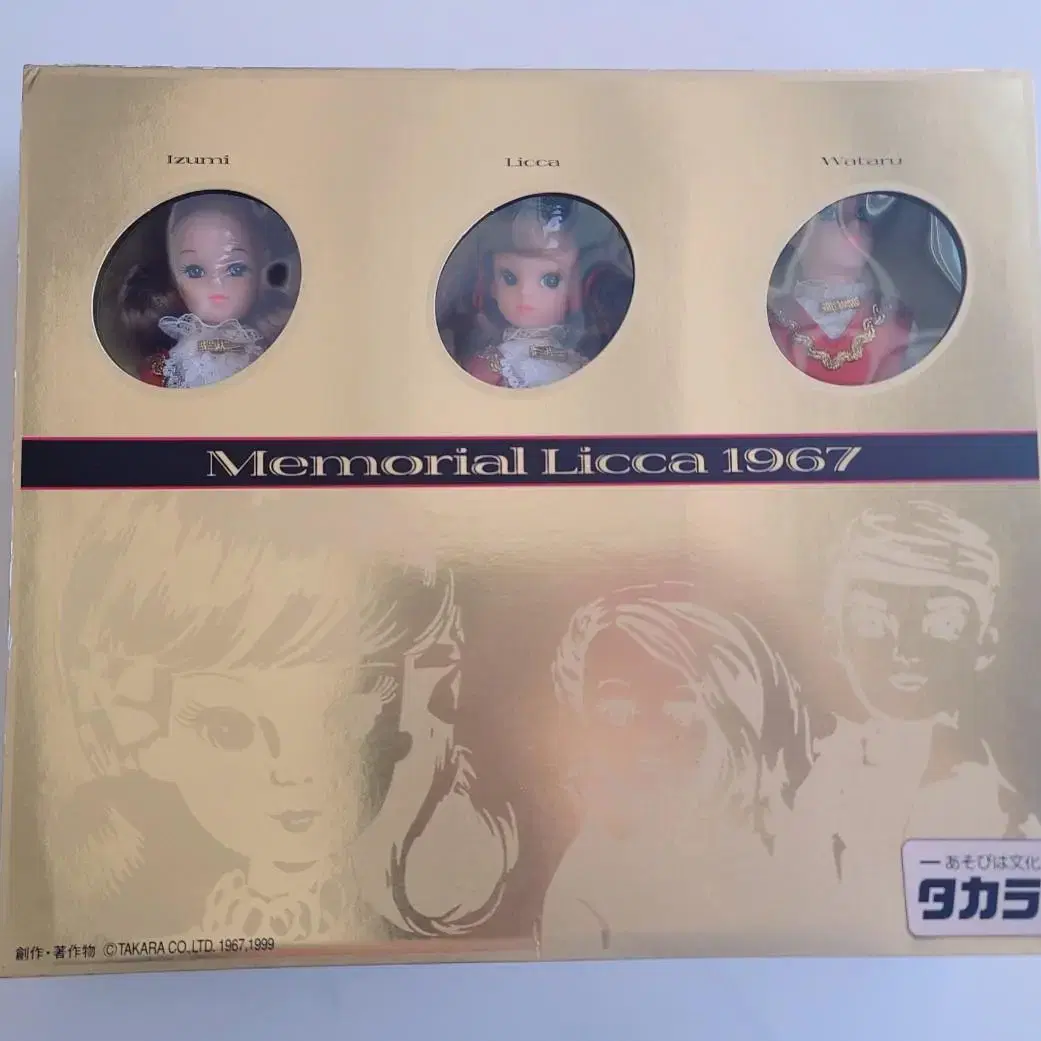 Izumi
Licca
Wataru
Memorial Licca 1967
ーあそびは文化
タカラ
創作・著作物 ©TAKARA CO.,LTD. 1967,1999